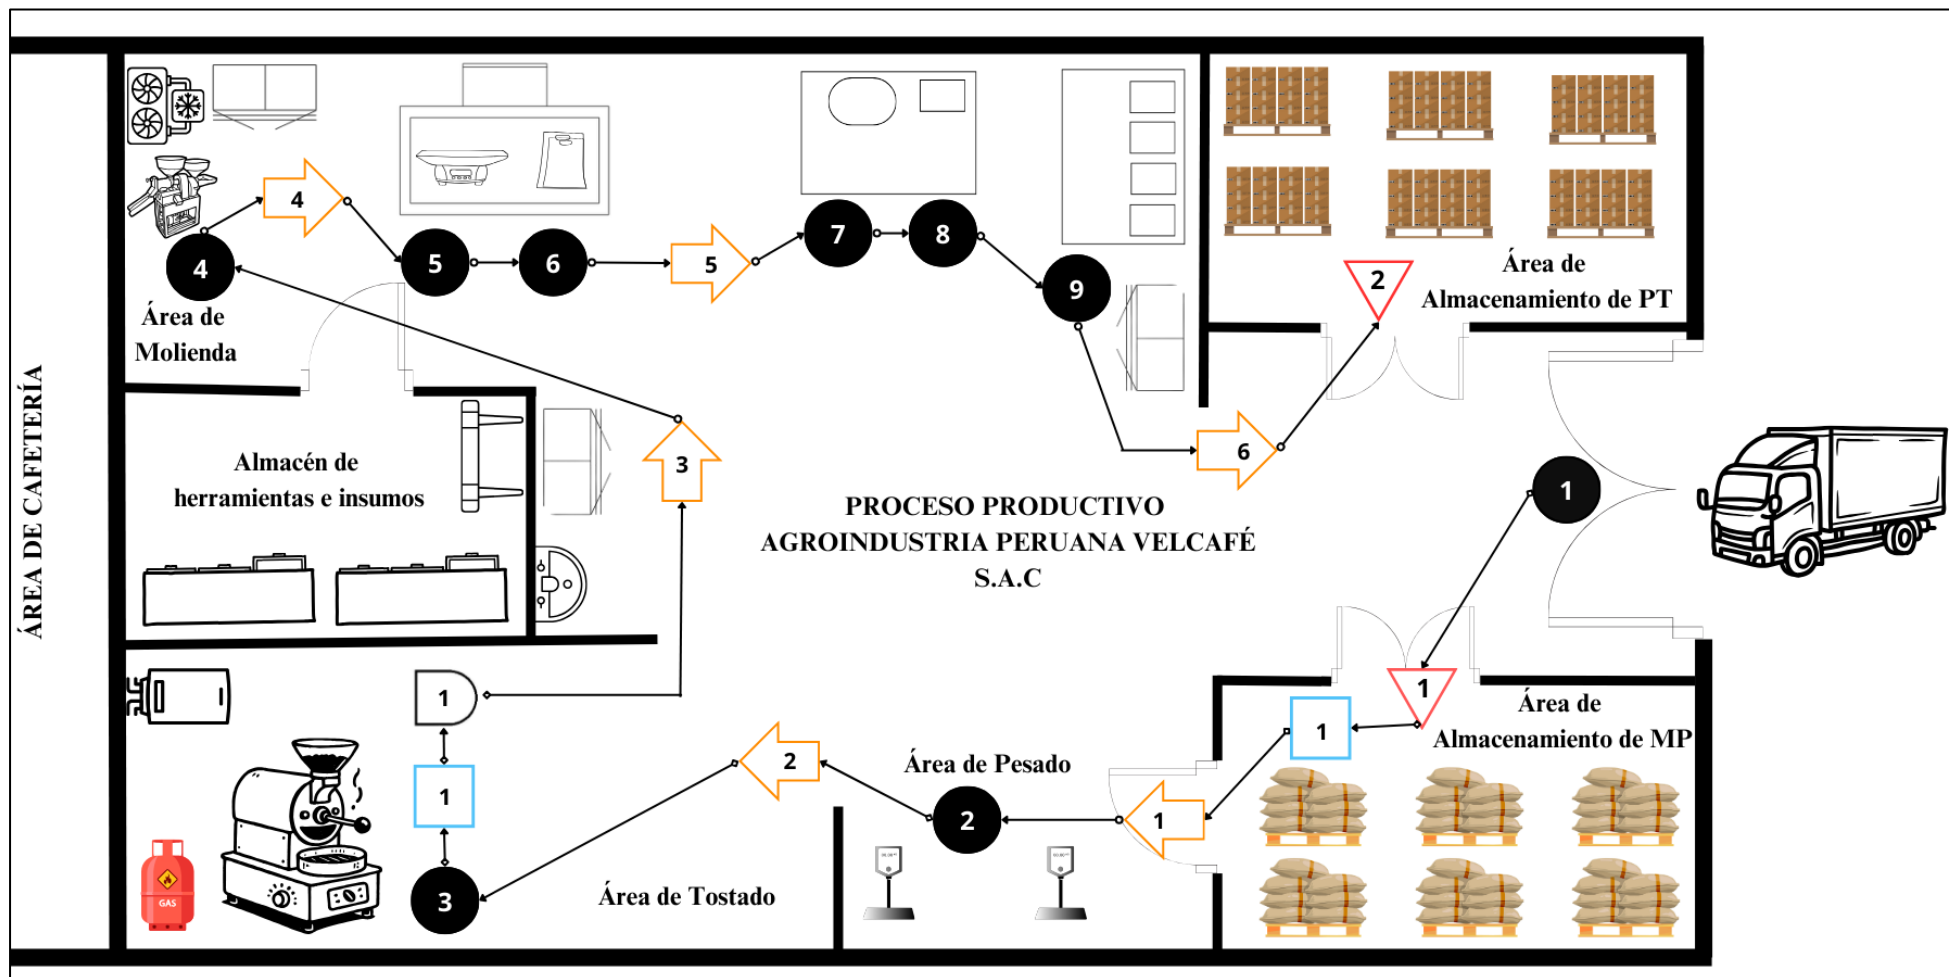 ÁREA DE CAFETERÍA
4
4
Área de
Molienda
5
6
5
7
8
9
2
Área de
Almacenamiento de PT
6
1
Almacén de
herramientas e insumos
3
PROCESO PRODUCTIVO
AGROINDUSTRIA PERUANA VELCAFÉ
S.A.C
1
1
Área de
Almacenamiento de MP
1
2
Área de Pesado
2
1
1
3
Área de Tostado
GAS